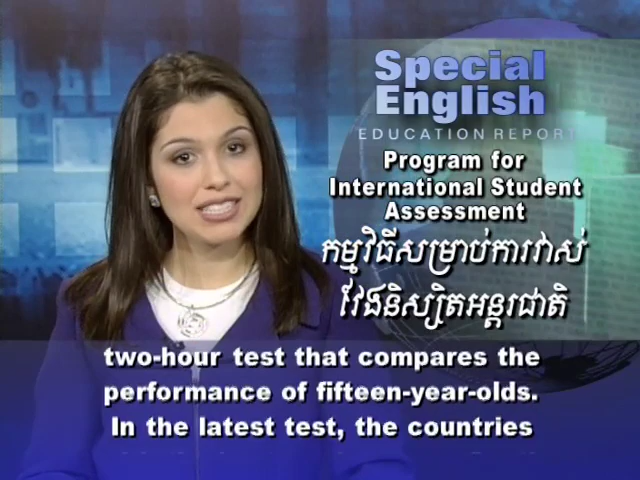 Special
English
EDUCATION REPORT
Program for
International Student
Assessment
កម្មវិធីសម្រាប់ការវាស់
វែងនិស្សិតអន្តរជាតិ
two-hour test that compares the
performance of fifteen-year-olds.
In the latest test, the countries